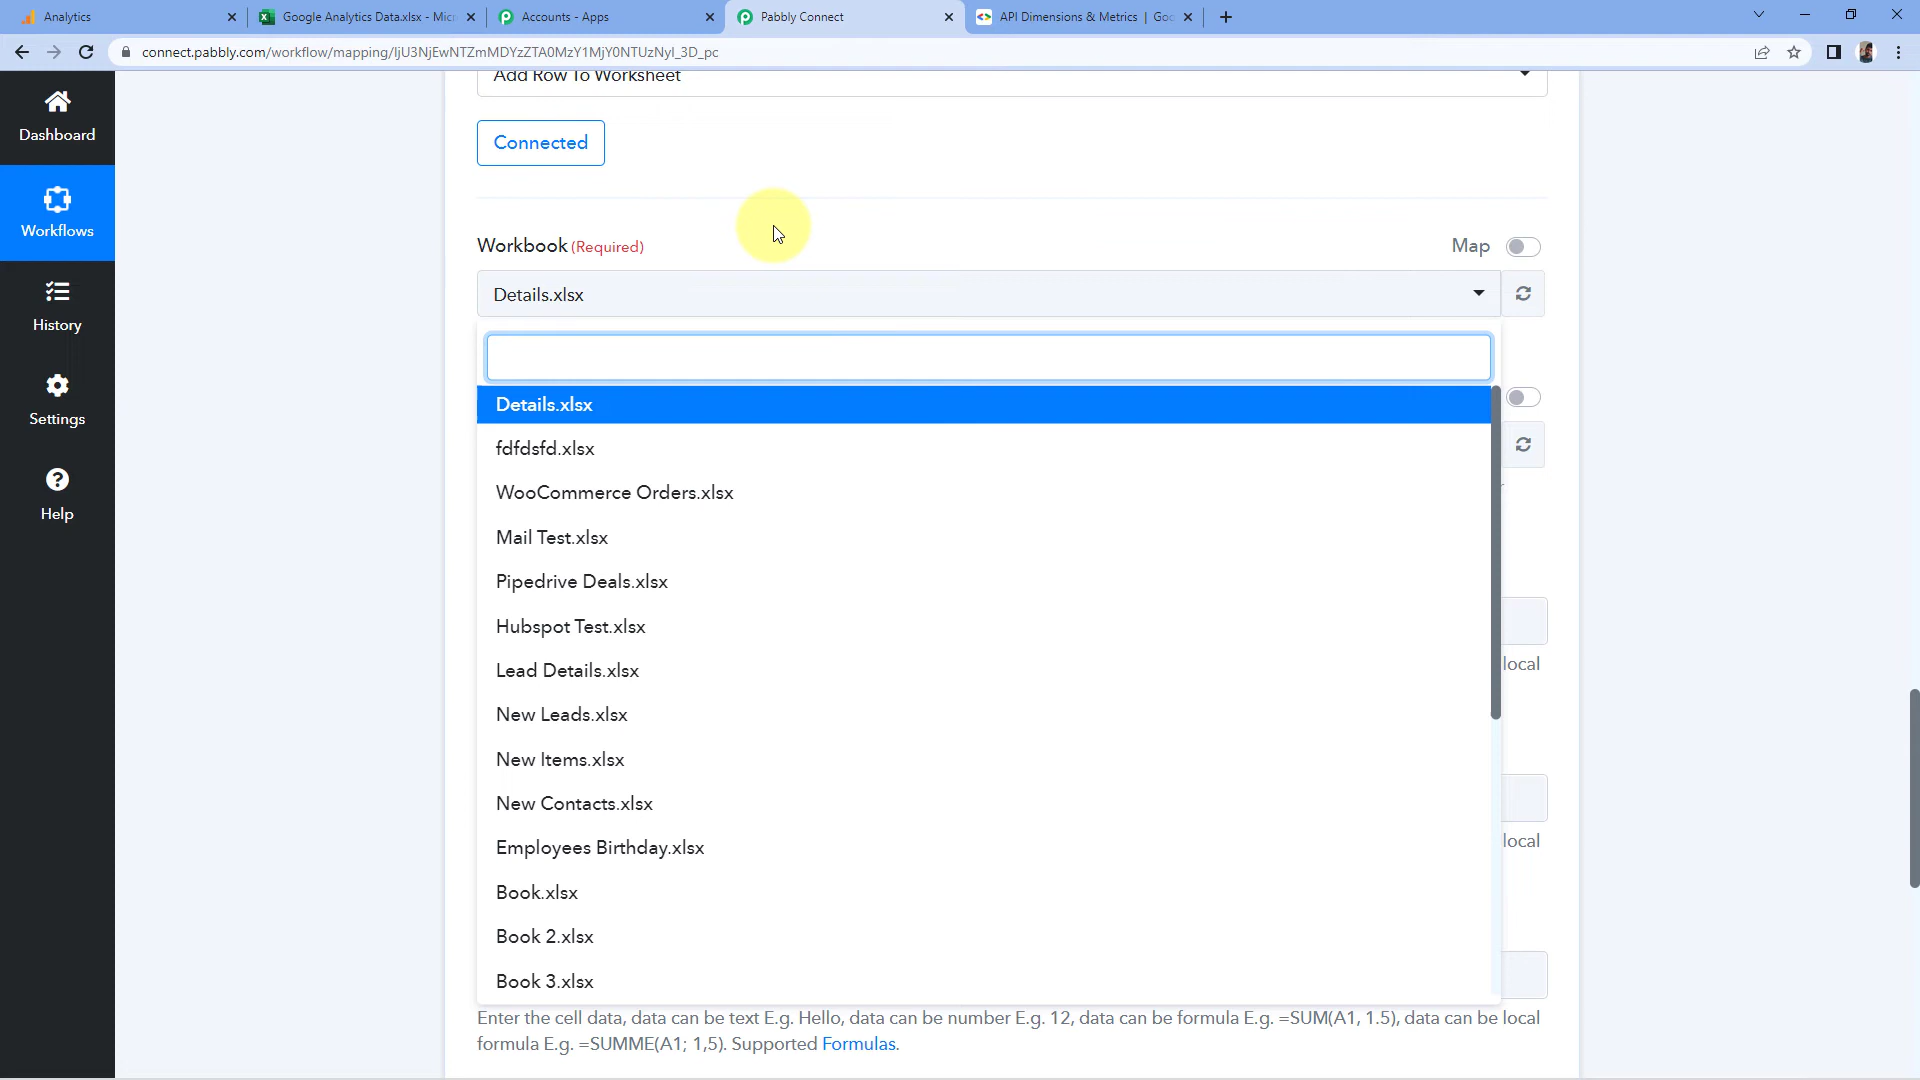 Analytics
Google Analytics Data.xlsx - Micr
Accounts - Apps
Pabbly Connect
API Dimensions & Metrics | Goo
connect.pabbly.com/workflow/mapping/IjU3NjEwNTZmMDYzZTA0MzY1MjY0NTUzNyI_3D_pc
Dashboard
Workflows
History
Settings
Help
Add Row To Worksheet
Connected
Workbook (Required)
Map
Details.xlsx
Details.xlsx
fdfdsfd.xlsx
WooCommerce Orders.xlsx
Mail Test.xlsx
Pipedrive Deals.xlsx
Hubspot Test.xlsx
Lead Details.xlsx
local
New Leads.xlsx
New Items.xlsx
New Contacts.xlsx
Employees Birthday.xlsx
local
Book.xlsx
Book 2.xlsx
Book 3.xlsx
Enter the cell data, data can be text E.g. Hello, data can be number E.g. 12, data can be formula E.g. =SUM(A1, 1.5), data can be local
formula E.g. =SUMME(A1; 1,5). Supported Formulas.